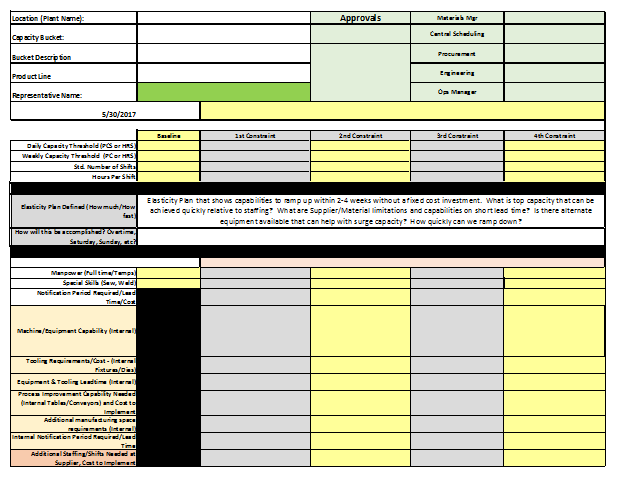 Location (Plant Name): Approvals Materials Mgr
Capacity Bucket: Central Scheduling
Bucket Description Procurement
Product Line Engineering
Representative Name: Ops Manager
5/30/2017
Baseline 1st Constraint 2nd Constraint 3rd Constraint 4th Constraint
Daily Capacity Threshold (PCS or HRS)
Weekly Capacity Threshold (PC or HRS)
Std. Number of Shifts
Hours Per Shift
Elasticity Plan Defined (How much/How
fast)
Elasticity Plan that shows capabilities to ramp up within 2-4 weeks without a fixed cost investment. What is top capacity that can be
achieved quickly relative to staffing? What are Supplier/Material limitations and capabilities on short lead time? Is there alternate
equipment available that can help with surge capacity? How quickly can we ramp down?
How will this be accomplished? Overtime,
Saturday, Sunday, etc?
Manpower (Full time/Temps)
Special Skills (Saw, Weld)
Notification Period Required/Lead
Time/Cost
Machine/Equipment Capability (Internal)
Tooling Requirements/Cost - (Internal
Fixtures/Dies)
Equipment & Tooling Leadtime (Internal)
Process Improvement Capability Needed
(Internal Tables/Conveyors) and Cost to
Implement
Additional manufacturing space
requirements (Internal)
Internal Notification Period Required/Lead
Time
Additional Staffing/Shifts Needed at
Supplier, Cost to Implement